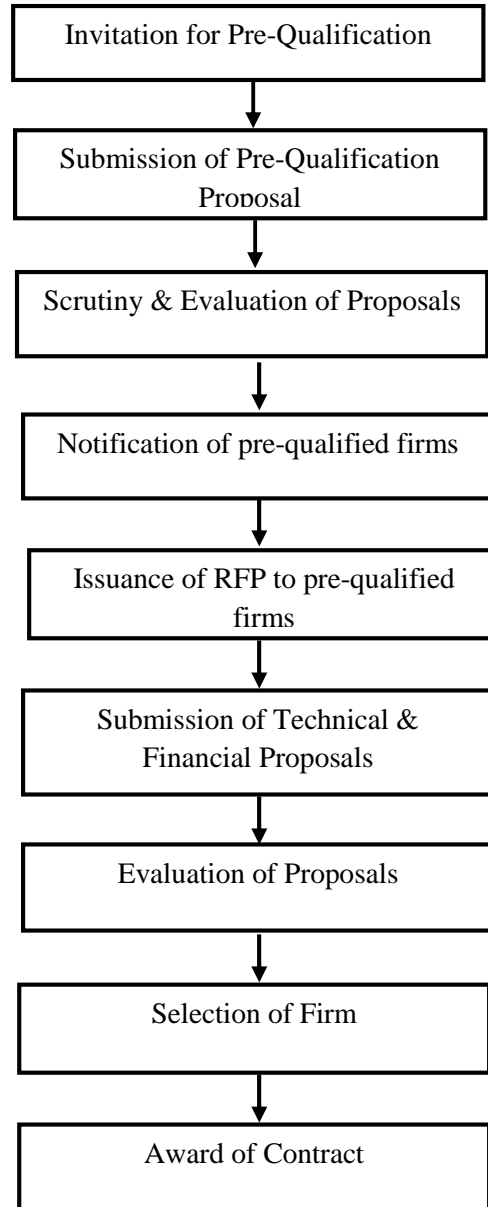 Invitation for Pre-Qualification
Submission of Pre-Qualification
Proposal
Scrutiny & Evaluation of Proposals
Notification of pre-qualified firms
Issuance of RFP to pre-qualified
firms
Submission of Technical &
Financial Proposals
Evaluation of Proposals
Selection of Firm
Award of Contract